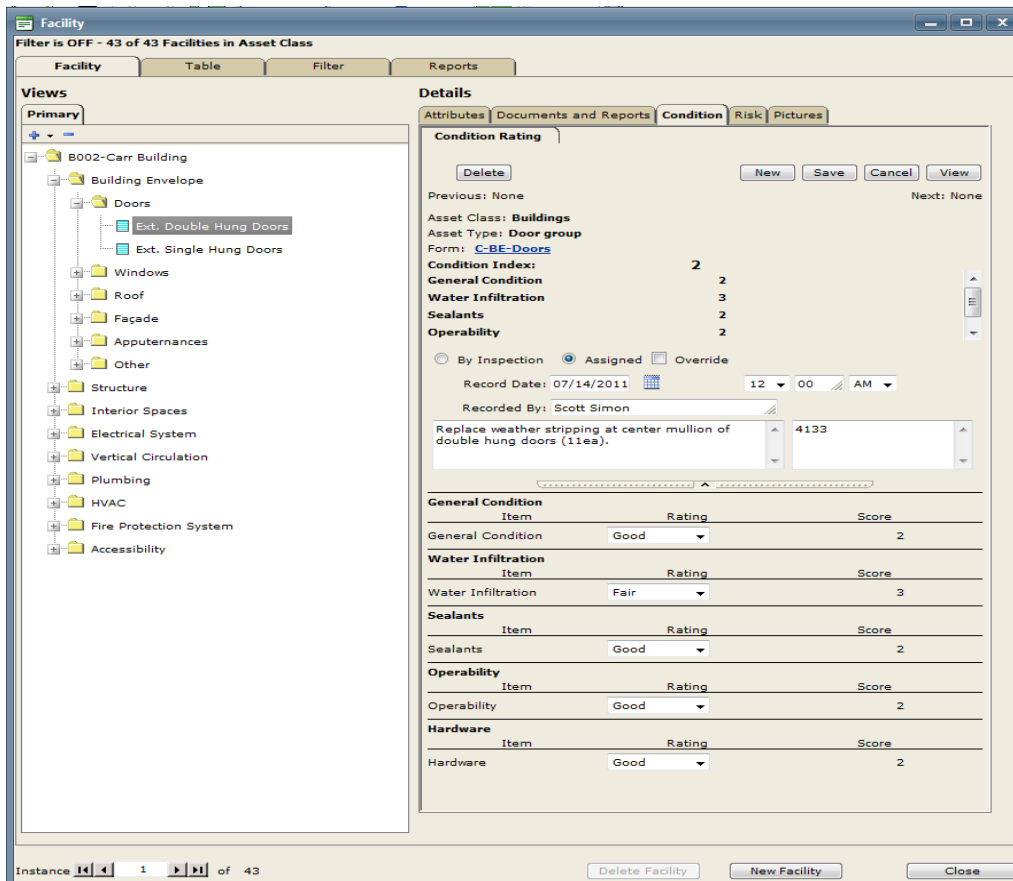 Facility
Filter is OFF - 43 of 43 Facilities in Asset Class
Facility Table Filter Reports
Views
Primary
B002-Carr Building
Building Envelope
Doors
Ext. Double Hung Doors
Ext. Single Hung Doors
Windows
Roof
Façade
Apputernances
Other
Structure
Interior Spaces
Electrical System
Vertical Circulation
Plumbing
HVAC
Fire Protection System
Accessibility
Details
Attributes Documents and Reports Condition Risk Pictures
Condition Rating
Delete New Save Cancel View
Previous: None Next: None
Asset Class: Buildings
Asset Type: Door group
Form: C-BE-Doors
Condition Index: 2
General Condition 2
Water Infiltration 3
Sealants 2
Operability 2
By Inspection Assigned Override
Record Date: 07/14/2011 12 00 AM
Recorded By: Scott Simon
Replace weather stripping at center mullion of
double hung doors (11ea).
4133
General Condition
Item Rating Score
General Condition Good 2
Water Infiltration
Item Rating Score
Water Infiltration Fair 3
Sealants
Item Rating Score
Sealants Good 2
Operability
Item Rating Score
Operability Good 2
Hardware
Item Rating Score
Hardware Good 2
Instance 1 of 43
Delete Facility New Facility Close